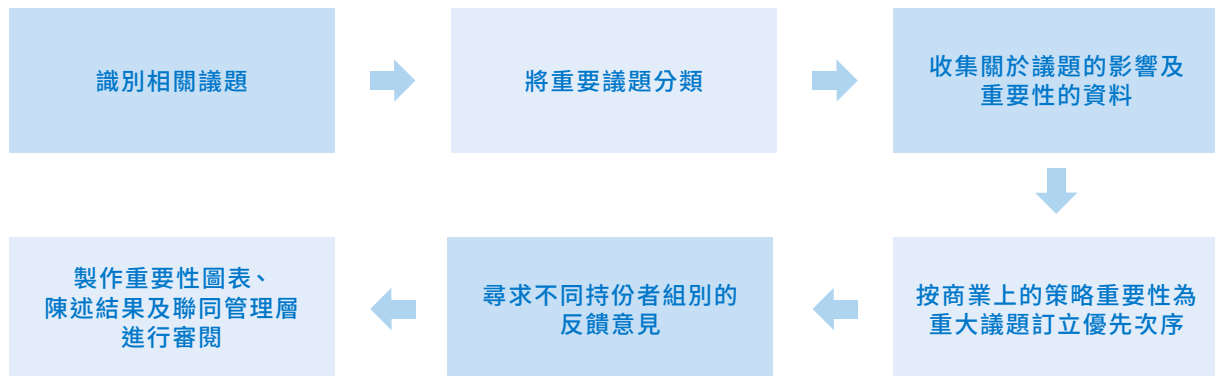 識別相關議題
將重要議題分類
收集關於議題的影響及
重要性的資料
按商業上的策略重要性為
重大議題訂立優先次序
尋求不同持份者組別的
反饋意見
製作重要性圖表、
陳述結果及聯同管理層
進行審閱